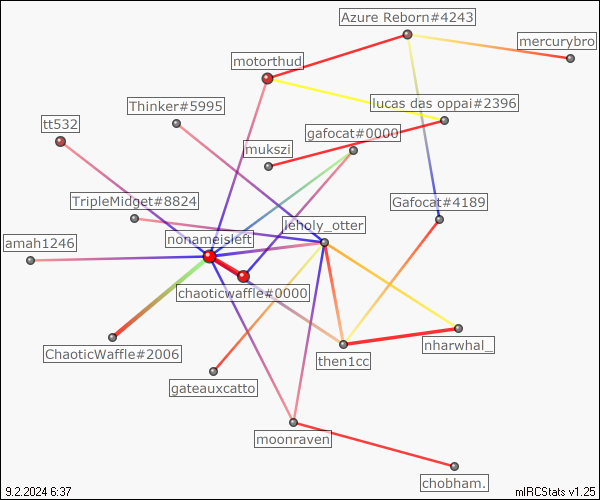 Azure Reborn#4243
mercurybro
motorthud
lucas das oppai#2396
Thinker#5995
tt532
gafocat#0000
mukszi
TripleMidget#8824
Gafocat#4189
leholy_otter
nonameisleft
amah1246
chaoticwaffle#0000
ChaoticWaffle#2006
nharwhal_
then1cc
gateauxcatto
moonraven
chobham.
9.2.2024 6:37
mIRCStats v1.25